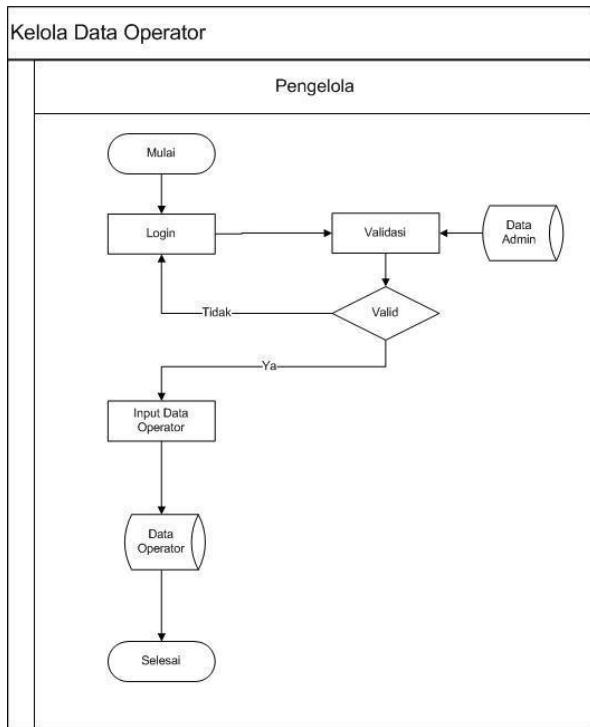 Kelola Data Operator
Pengelola
Mulai
Login
Validasi
Data
Admin
Tidak
Valid
Ya
Input Data
Operator
Data
Operator
Selesai